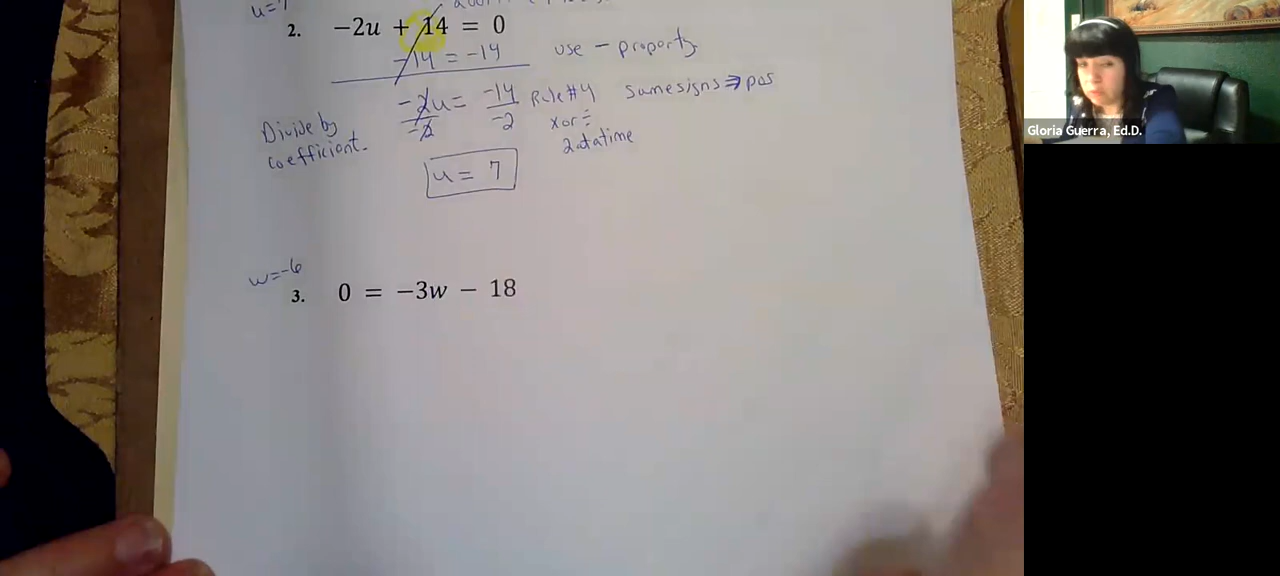 u=7
2. −2u + 14 = 0
-14 = -14 use - property
-2u = -14 Rule #4 same signs ⇒ pos
-2 -2 x or ÷
Divide by
coefficient. 2 at a time
u = 7
w=-6
3. 0 = −3w − 18
Gloria Guerra, Ed.D.